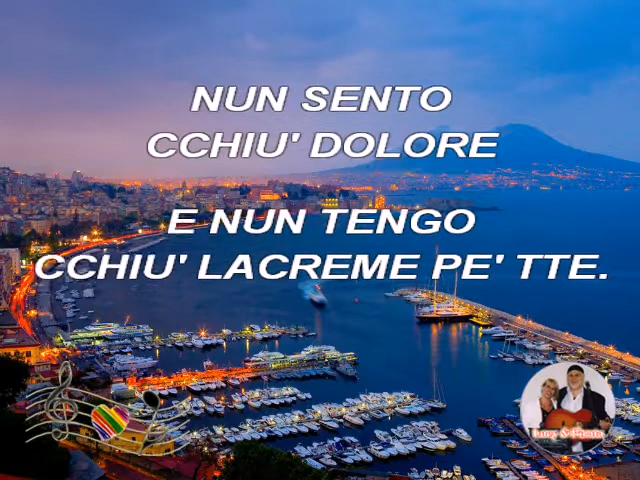 NUN SENTO
CCHIU' DOLORE
E NUN TENGO
CCHIU' LACREME PE' TTE.